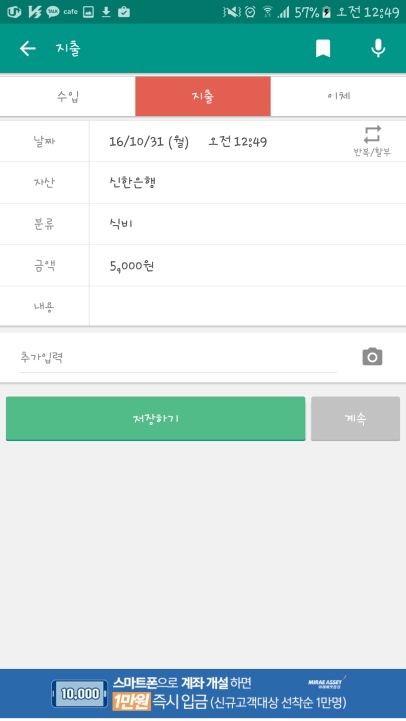 cafe 57% 오전 12:49
지출
수입 지출 이체
날짜 16/10/31 (월) 오전 12:49 반복/할부
자산 신한은행
분류 식비
금액 5,000원
내용
추가입력
저장하기 계속
10,000 스마트폰으로 계좌 개설 하면 MIRAE ASSET
1만원 즉시 입금 (신규고객대상 선착순 1만명)